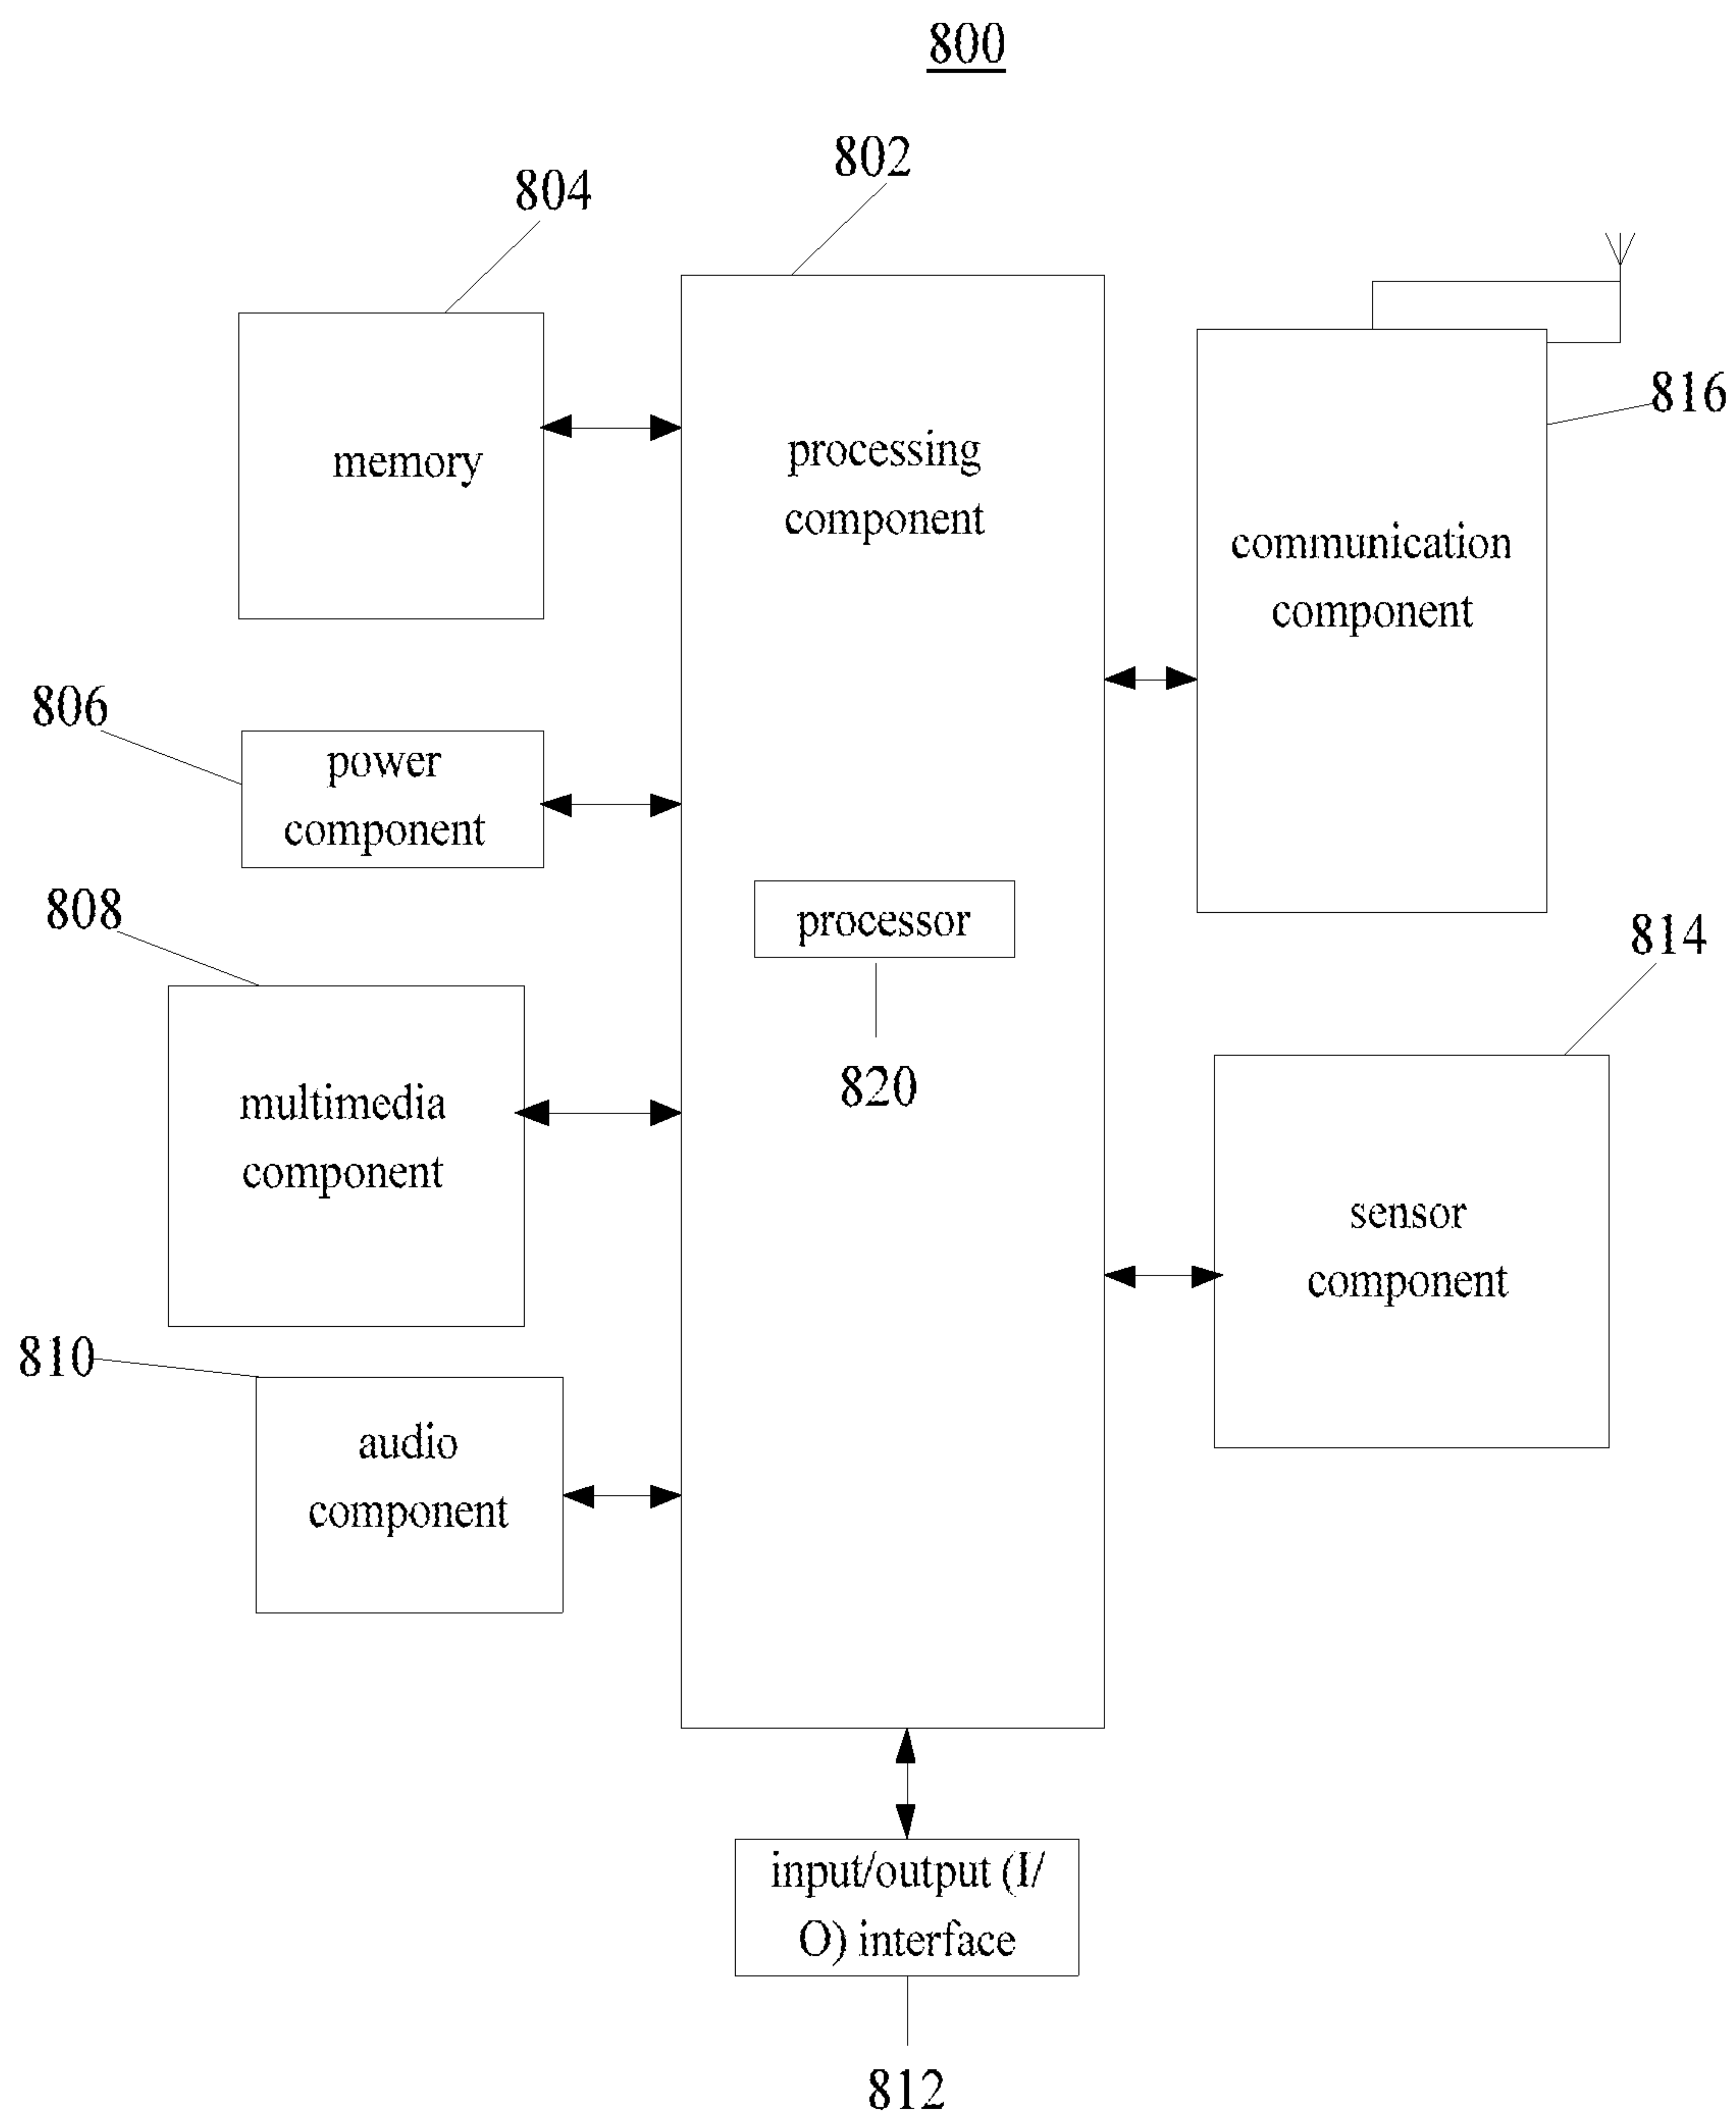 800
802
804
memory
processing
component
816
communication
component
806
power
component
808
processor
820
814
multimedia
component
sensor
component
810
audio
component
input/output (I/
O) interface
812